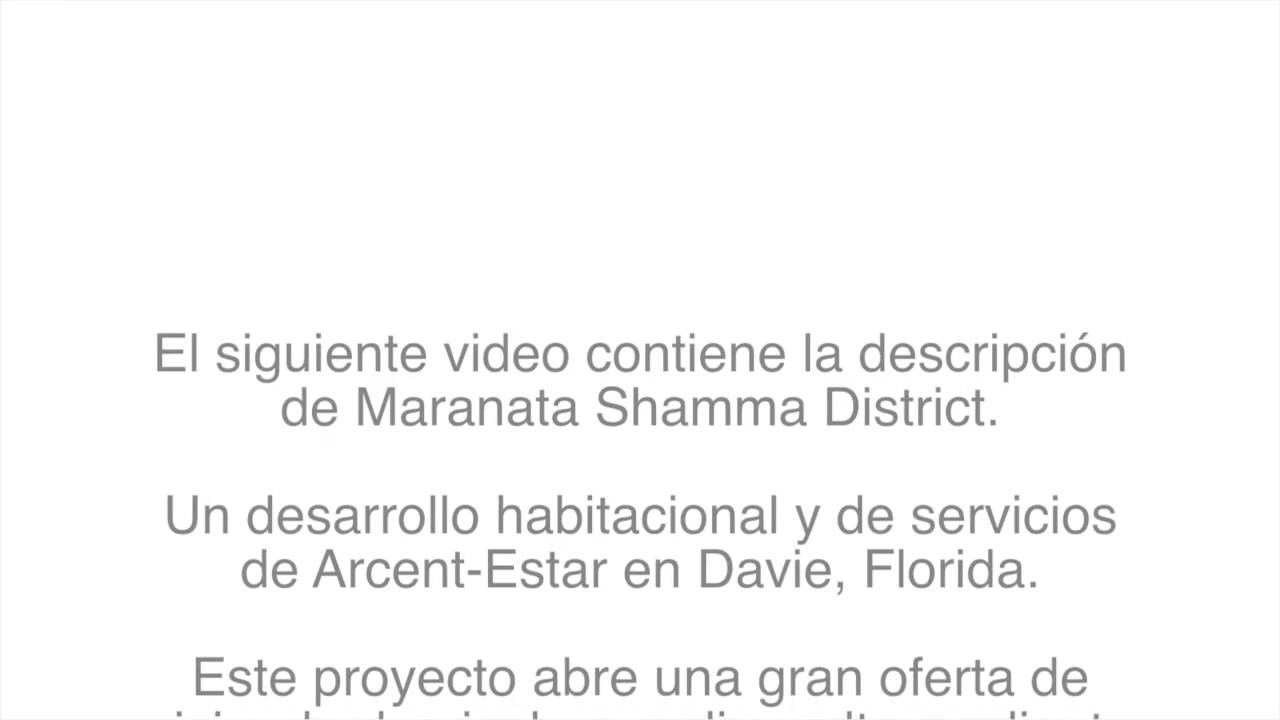 El siguiente video contiene la descripción
de Maranata Shamma District.
Un desarrollo habitacional y de servicios
de Arcent-Estar en Davie, Florida.
Este proyecto abre una gran oferta de